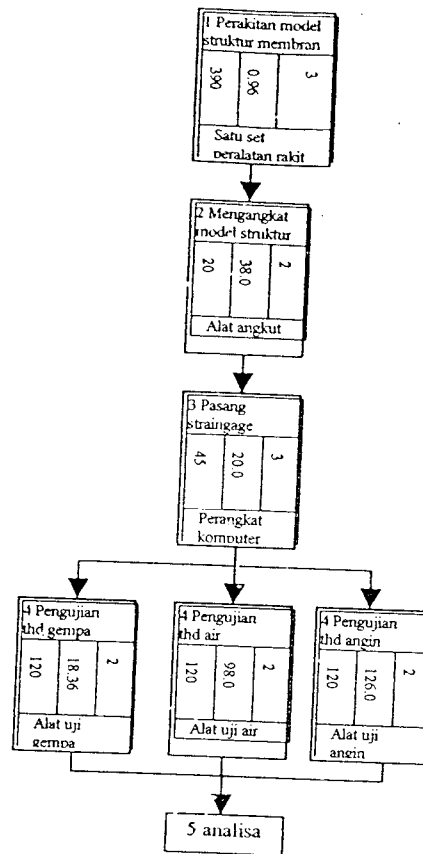 1 Perakitan model
struktur membran
390
0.96
3
Satu set
peralatan rakit
2 Mengangkat
model struktur
20
38.0
2
Alat angkut
3 Pasang
straingage
45
20.0
3
Perangkat
komputer
4 Pengujian
thd gempa
120
18.36
2
Alat uji
gempa
4 Pengujian
thd air
120
98.0
2
Alat uji air
4 Pengujian
thd angin
120
126.0
2
Alat uji
angin
5 analisa